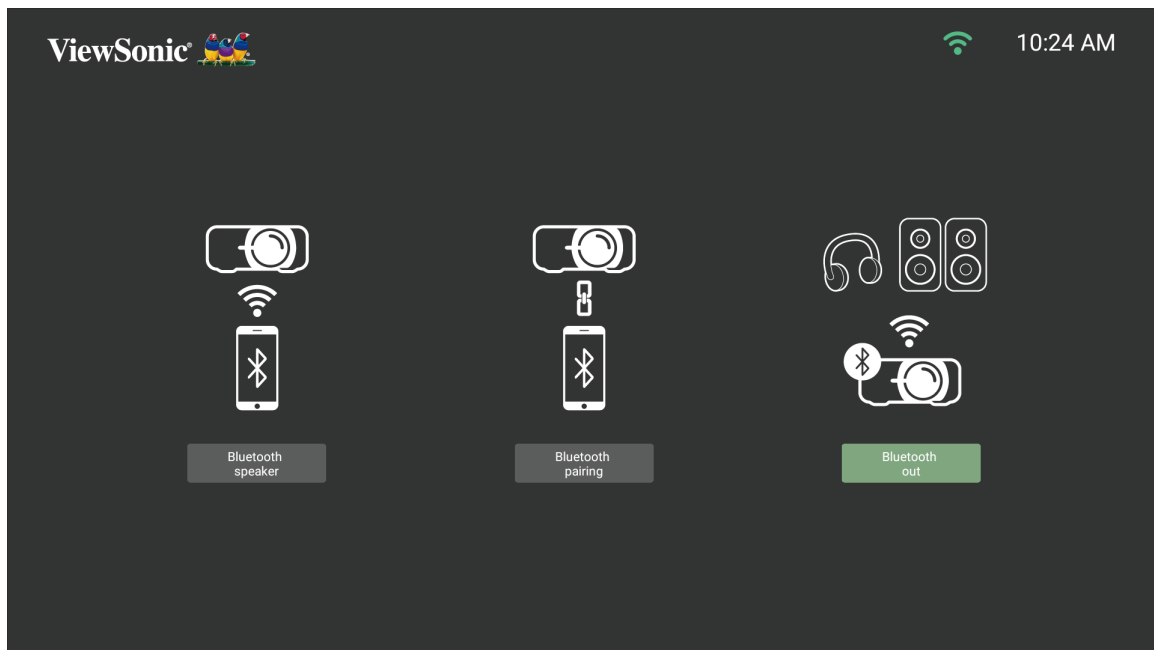 ViewSonic®
10:24 AM
Bluetooth
speaker
Bluetooth
pairing
Bluetooth
out